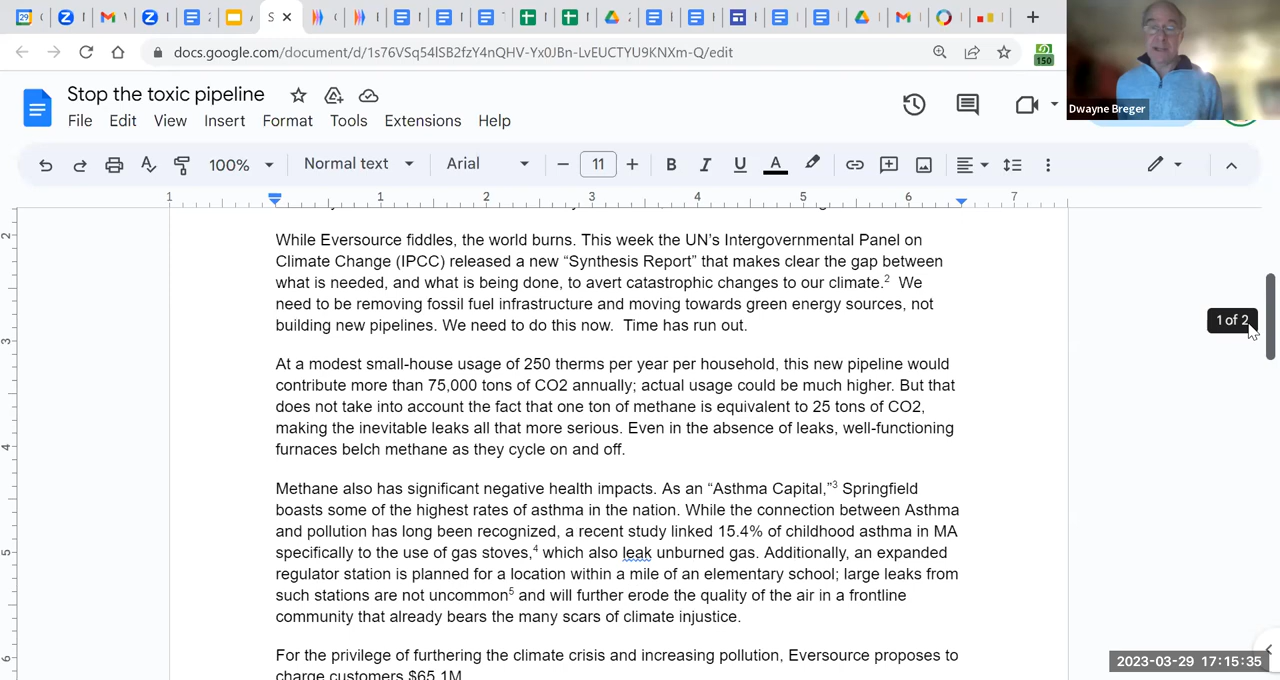 docs.google.com/document/d/1s76VSq54lSB2fzY4nQHV-Yx0JBn-LvEUCTYU9KNXm-Q/edit
150
Dwayne Breger
Stop the toxic pipeline
File Edit View Insert Format Tools Extensions Help
100% Normal text Arial 11 B I U A
1 1 2 3 4 5 6 7
While Eversource fiddles, the world burns. This week the UN’s Intergovernmental Panel on
Climate Change (IPCC) released a new “Synthesis Report” that makes clear the gap between
what is needed, and what is being done, to avert catastrophic changes to our climate.2 We
need to be removing fossil fuel infrastructure and moving towards green energy sources, not
building new pipelines. We need to do this now. Time has run out.
1 of 2
At a modest small-house usage of 250 therms per year per household, this new pipeline would
contribute more than 75,000 tons of CO2 annually; actual usage could be much higher. But that
does not take into account the fact that one ton of methane is equivalent to 25 tons of CO2,
making the inevitable leaks all that more serious. Even in the absence of leaks, well-functioning
furnaces belch methane as they cycle on and off.
Methane also has significant negative health impacts. As an “Asthma Capital,”3 Springfield
boasts some of the highest rates of asthma in the nation. While the connection between Asthma
and pollution has long been recognized, a recent study linked 15.4% of childhood asthma in MA
specifically to the use of gas stoves,4 which also leak unburned gas. Additionally, an expanded
regulator station is planned for a location within a mile of an elementary school; large leaks from
such stations are not uncommon5 and will further erode the quality of the air in a frontline
community that already bears the many scars of climate injustice.
For the privilege of furthering the climate crisis and increasing pollution, Eversource proposes to
charge customers $65.1M
2023-03-29 17:15:35